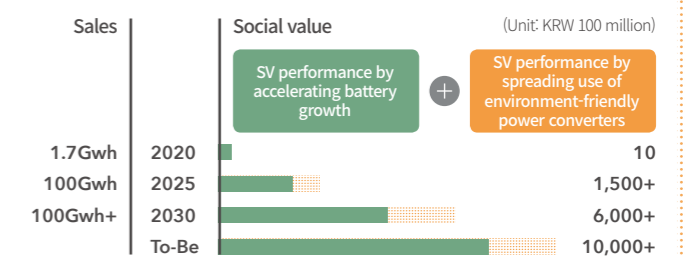 Sales Social value (Unit: KRW 100 million)
SV performance by
accelerating battery
growth
+
SV performance by
spreading use of
environment-friendly
power converters
1.7Gwh 2020 10
100Gwh 2025 1,500+
100Gwh+ 2030 6,000+
To-Be 10,000+